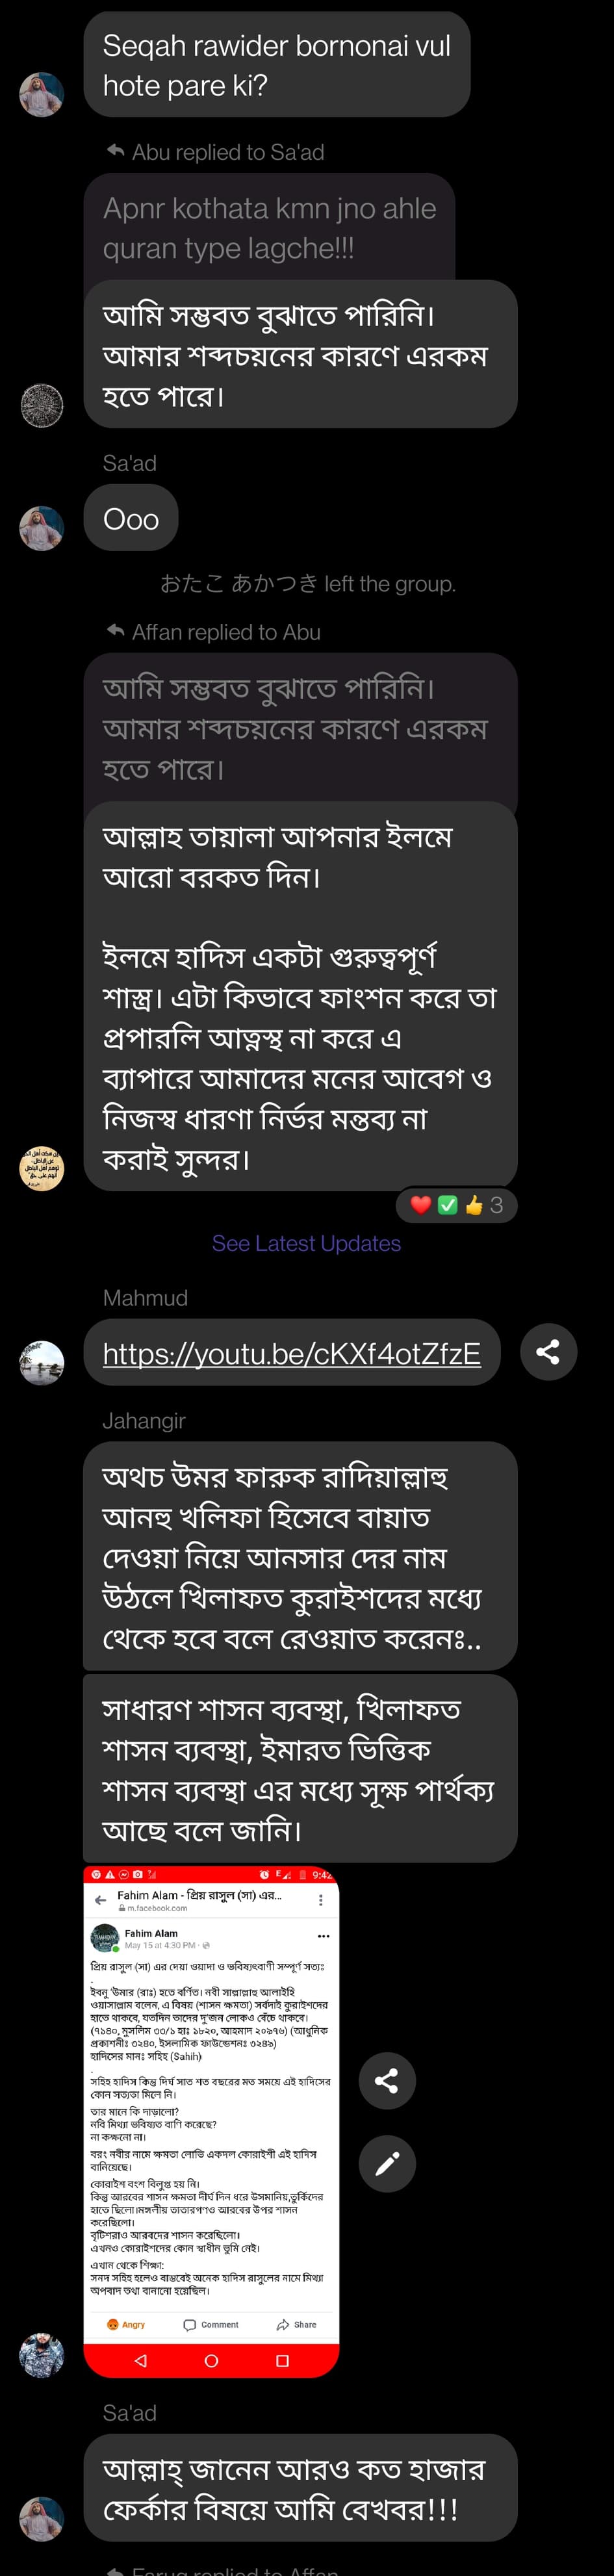 Seqah rawider bornonai vul
hote pare ki?
Abu replied to Sa'ad
Apnr kothata kmn jno ahle
quran type lagche!!!
আমি সম্ভবত বুঝাতে পারিনি।
আমার শব্দচয়নের কারণে এরকম
হতে পারে।
Sa'ad
Ooo
おたこ あかつき left the group.
Affan replied to Abu
আমি সম্ভবত বুঝাতে পারিনি।
আমার শব্দচয়নের কারণে এরকম
হতে পারে।
আল্লাহ তায়ালা আপনার ইলমে
আরো বরকত দিন।
ইলমে হাদিস একটা গুরুত্বপূর্ণ
শাস্ত্র। এটা কিভাবে ফাংশন করে তা
প্রপারলি আত্নস্থ না করে এ
ব্যাপারে আমাদের মনের আবেগ ও
নিজস্ব ধারণা নির্ভর মন্তব্য না
করাই সুন্দর।
3
See Latest Updates
Mahmud
https://youtu.be/cKXf4otZfzE
Jahangir
অথচ উমর ফারুক রাদিয়াল্লাহু
আনহু খলিফা হিসেবে বায়াত
দেওয়া নিয়ে আনসার দের নাম
উঠলে খিলাফত কুরাইশদের মধ্যে
থেকে হবে বলে রেওয়াত করেনঃ..
সাধারণ শাসন ব্যবস্থা, খিলাফত
শাসন ব্যবস্থা, ইমারত ভিত্তিক
শাসন ব্যবস্থা এর মধ্যে সূক্ষ পার্থক্য
আছে বলে জানি।
9:42
Fahim Alam - প্রিয় রাসুল (সা) এর...
m.facebook.com
Fahim Alam
May 15 at 4:30 PM
প্রিয় রাসুল (সা) এর দেয়া ওয়াদা ও ভবিষ্যৎবাণী সম্পূর্ণ সত্যঃ
.
ইবনু 'উমার (রাঃ) হতে বর্ণিত। নবী সাল্লাল্লাহু আলাইহি
ওয়াসাল্লাম বলেন, এ বিষয় (শাসন ক্ষমতা) সর্বদাই কুরাইশদের
হাতে থাকবে, যতদিন তাদের দু'জন লোকও বেঁচে থাকবে।
(৭১৪০, মুসলিম ৩৩/১ হাঃ ১৮২০, আহমাদ ২০৯৭৬) (আধুনিক
প্রকাশনীঃ ৩২৪০, ইসলামিক ফাউন্ডেশনঃ ৩২৪৯)
হাদিসের মানঃ সহিহ (Sahih)
.
সহিহ হাদিস কিন্তু দির্ঘ সাত শত বছরের মত সময়ে এই হাদিসের
কোন সত্যতা মিলে নি।
তার মানে কি দাড়ালো?
নবি মিথ্যা ভবিষ্যত বাণি করেছে?
না কক্ষনো না।
বরং নবীর নামে ক্ষমতা লোভি একদল কোরাইশী এই হাদিস
বানিয়েছে।
কোরাইশ বংশ বিলুপ্ত হয় নি।
কিন্তু আরবের শাসন ক্ষমতা দীর্ঘ দিন ধরে উসমানিয়,তুর্কিদের
হাতে ছিলো।মঙ্গলীয় তাতারগণও আরবের উপর শাসন
করেছিলো।
বৃটিশরাও আরবদের শাসন করেছিলো।
এখনও কোরাইশদের কোন স্বাধীন ভুমি নেই।
এখান থেকে শিক্ষা:
সনদ সহিহ হলেও বাস্তবেই অনেক হাদিস রাসুলের নামে মিথ্যা
অপবাদ তথা বানানো হয়েছিল।
Angry Comment Share
Sa'ad
আল্লাহ্ জানেন আরও কত হাজার
ফের্কার বিষয়ে আমি বেখবর!!!
Faruq replied to Affan